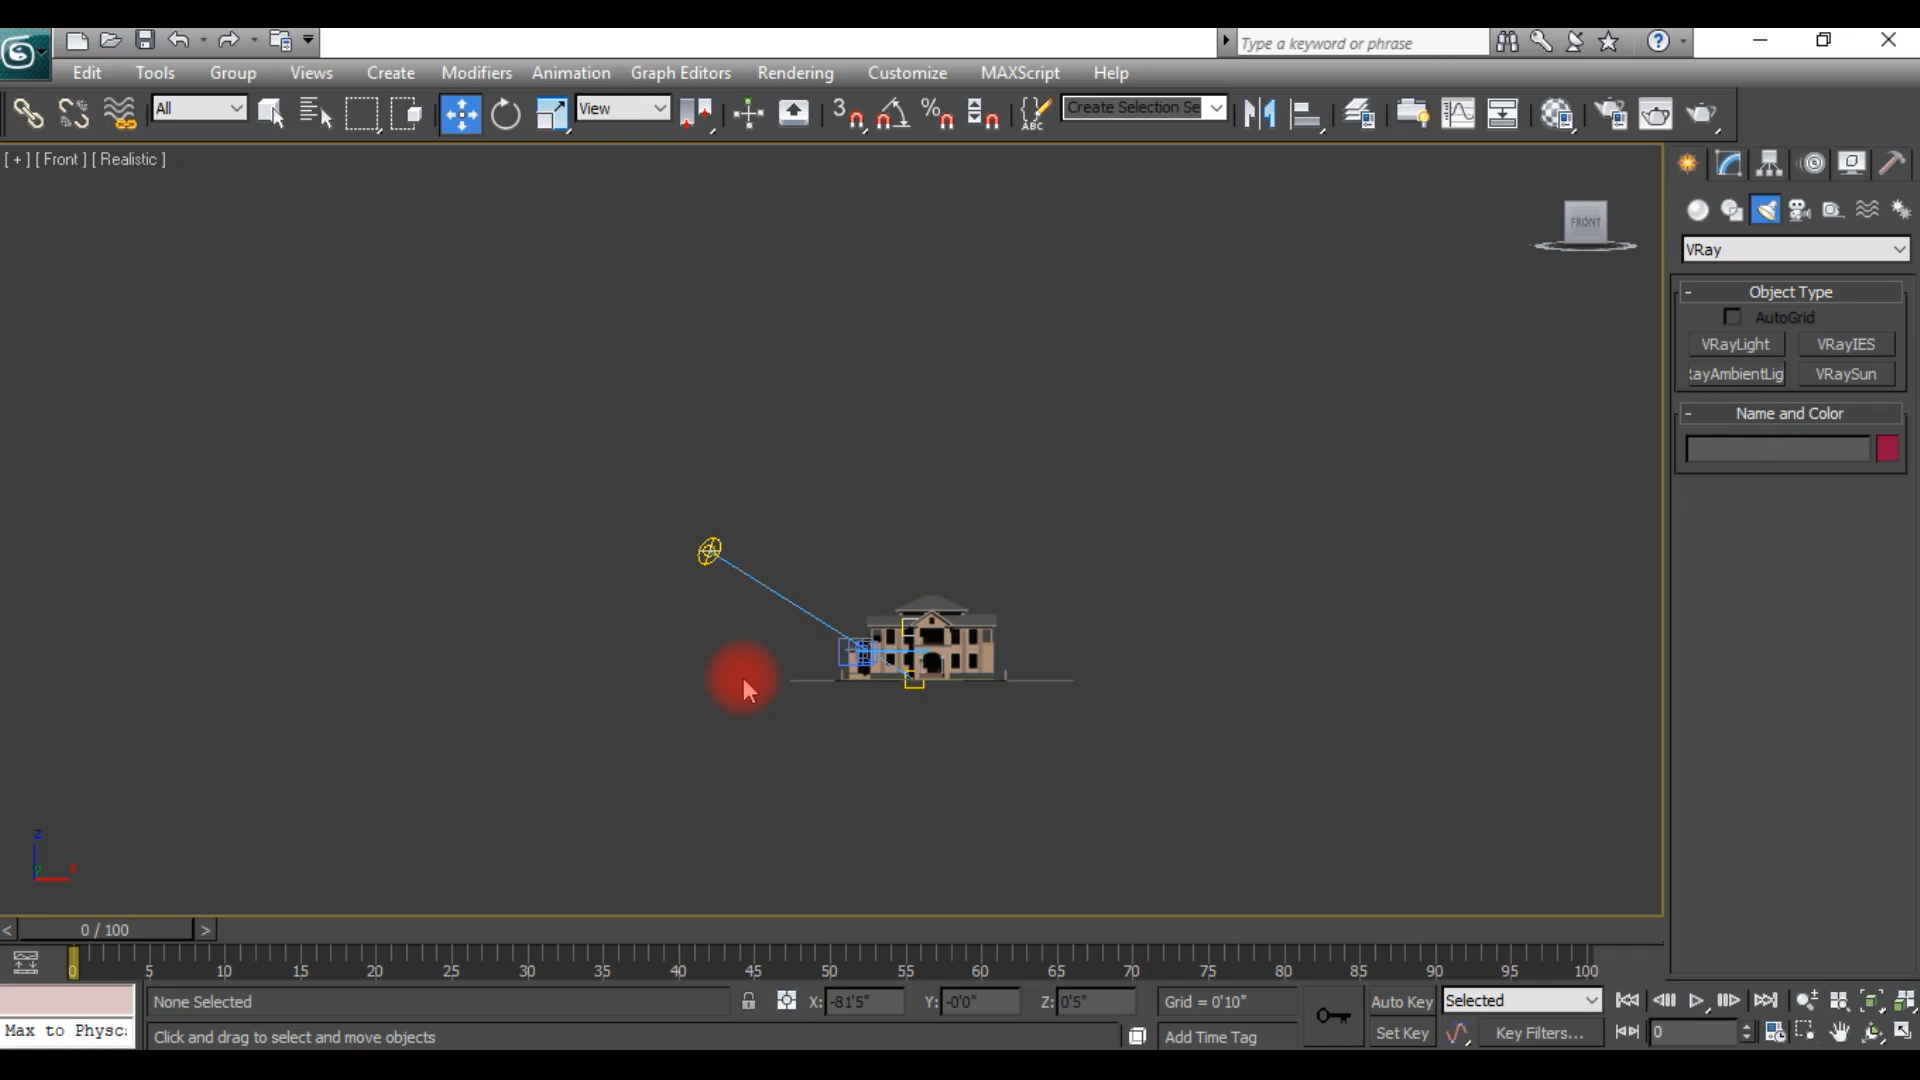 Type a keyword or phrase
Edit Tools Group Views Create Modifiers Animation Graph Editors Rendering Customize MAXScript Help
All View 3 % ABC Create Selection Se
[ + ] [ Front ] [ Realistic ]
FRONT
VRay
- Object Type
AutoGrid
VRayLight VRayIES
RayAmbientLig VRaySun
- Name and Color
z
x
< 0 / 100 >
0 5 10 15 20 25 30 35 40 45 50 55 60 65 70 75 80 85 90 95 100
None Selected X: -81'5" Y: -0'0" Z: 0'5" Grid = 0'10" Auto Key Selected
Max to Physc: Click and drag to select and move objects Add Time Tag Set Key Key Filters... 0